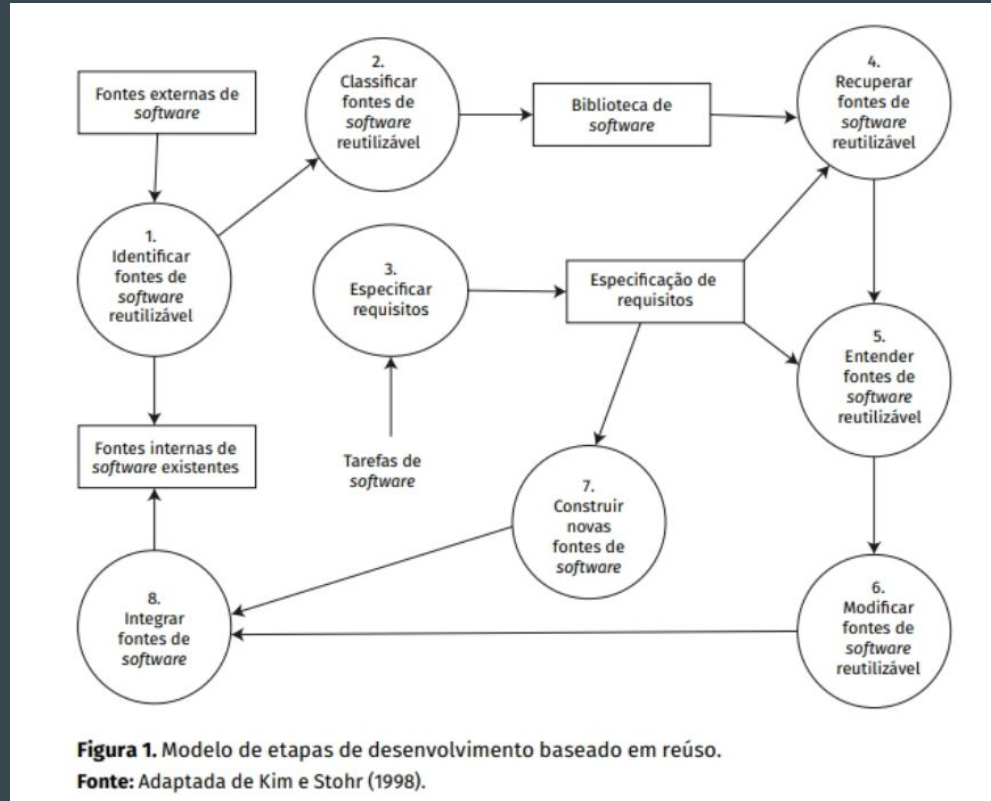 Fontes externas de
software
2.
Classificar
fontes de
software
reutilizável
Biblioteca de
software
4.
Recuperar
fontes de
software
reutilizável
1.
Identificar
fontes de
software
reutilizável
3.
Especificar
requisitos
Especificação de
requisitos
5.
Entender
fontes de
software
reutilizável
Fontes internas de
software existentes
Tarefas de
software
7.
Construir
novas
fontes de
software
8.
Integrar
fontes de
software
6.
Modificar
fontes de
software
reutilizável
Figura 1. Modelo de etapas de desenvolvimento baseado em reúso.
Fonte: Adaptada de Kim e Stohr (1998).